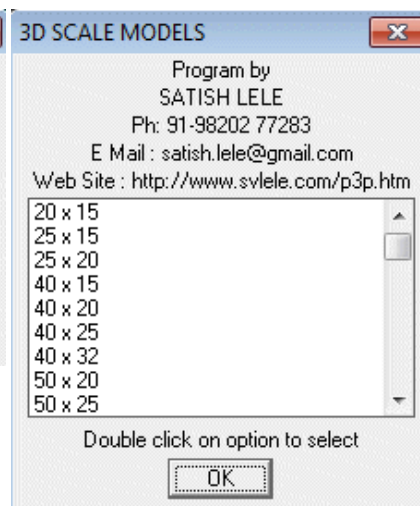 3D SCALE MODELS
Program by
SATISH LELE
Ph: 91-98202 77283
E Mail : satish.lele@gmail.com
Web Site : http://www.svlele.com/p3p.htm
20 x 15
25 x 15
25 x 20
40 x 15
40 x 20
40 x 25
40 x 32
50 x 20
50 x 25
Double click on option to select
OK